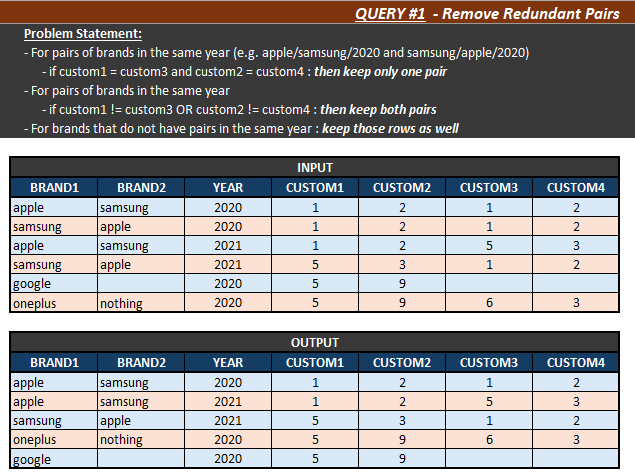 QUERY #1 - Remove Redundant Pairs
Problem Statement:
- For pairs of brands in the same year (e.g. apple/samsung/2020 and samsung/apple/2020)
- if custom1 = custom3 and custom2 = custom4 : then keep only one pair
- For pairs of brands in the same year
- if custom1 != custom3 OR custom2 != custom4 : then keep both pairs
- For brands that do not have pairs in the same year : keep those rows as well
INPUT
BRAND1 BRAND2 YEAR CUSTOM1 CUSTOM2 CUSTOM3 CUSTOM4
apple samsung 2020 1 2 1 2
samsung apple 2020 1 2 1 2
apple samsung 2021 1 2 5 3
samsung apple 2021 5 3 1 2
google 2020 5 9
oneplus nothing 2020 5 9 6 3
OUTPUT
BRAND1 BRAND2 YEAR CUSTOM1 CUSTOM2 CUSTOM3 CUSTOM4
apple samsung 2020 1 2 1 2
apple samsung 2021 1 2 5 3
samsung apple 2021 5 3 1 2
oneplus nothing 2020 5 9 6 3
google 2020 5 9